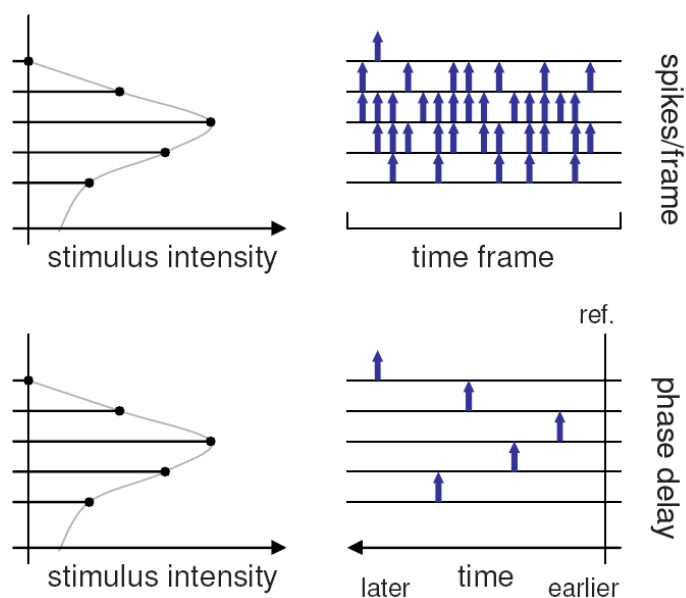 spikes/frame
stimulus intensity
time frame
ref.
phase delay
stimulus intensity
later
time
earlier